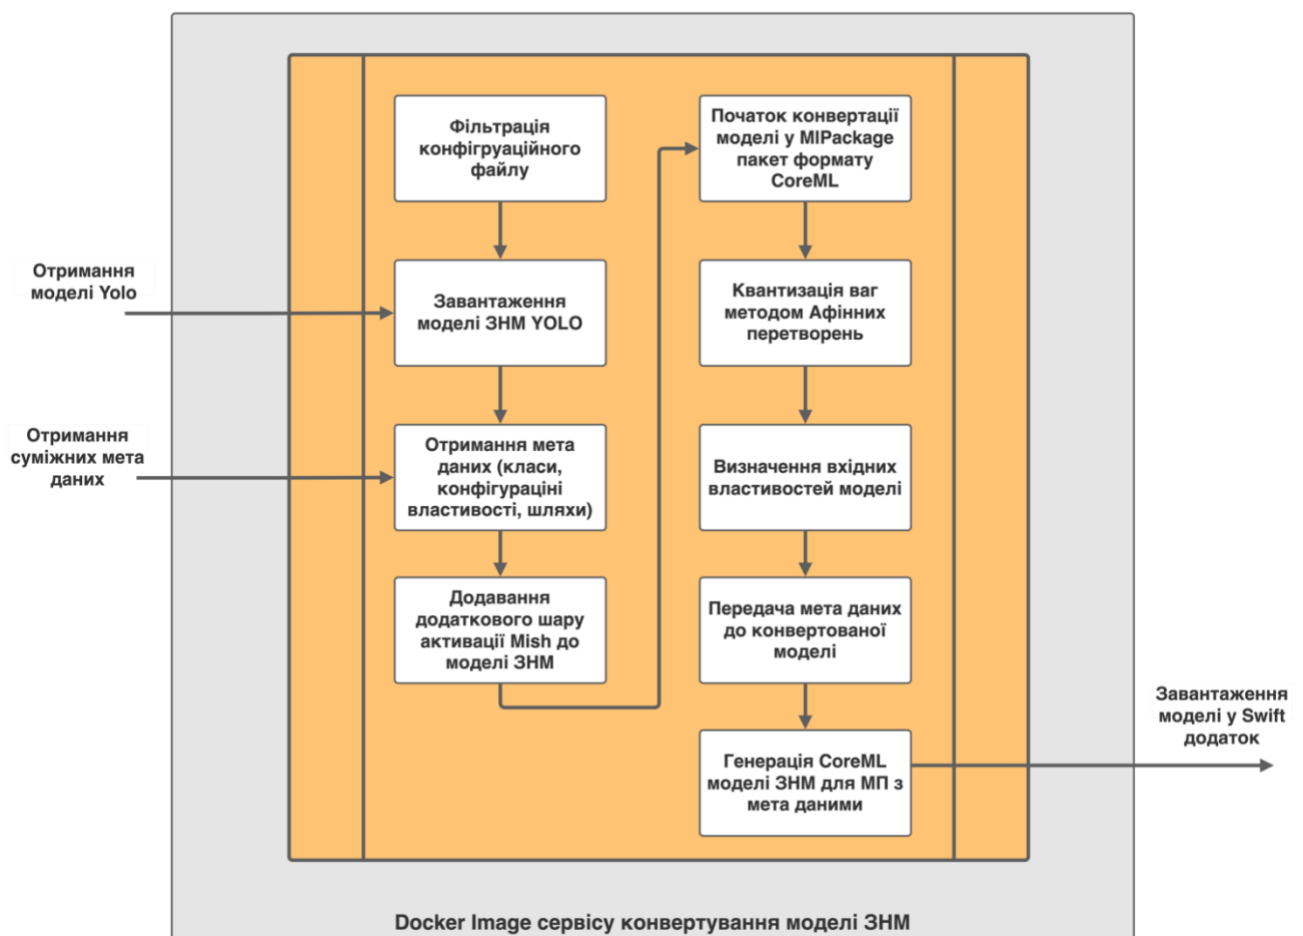 Отримання
моделі Yolo
Отримання
суміжних мета
даних
Фільтрація
конфігруаційного
файлу
Завантаження
моделі ЗНМ YOLO
Отримання мета
даних (класи,
конфігураціні
властивості, шляхи)
Додавання
додаткового шару
активації Mish до
моделі ЗНМ
Початок конвертації
моделі у MlPackage
пакет формату
CoreML
Квантизація ваг
методом Афінних
перетворень
Визначення вхідних
властивостей моделі
Передача мета даних
до конвертованої
моделі
Генерація CoreML
моделі ЗНМ для МП з
мета даними
Завантаження
моделі у Swift
додаток
Docker Image сервісу конвертування моделі ЗНМ